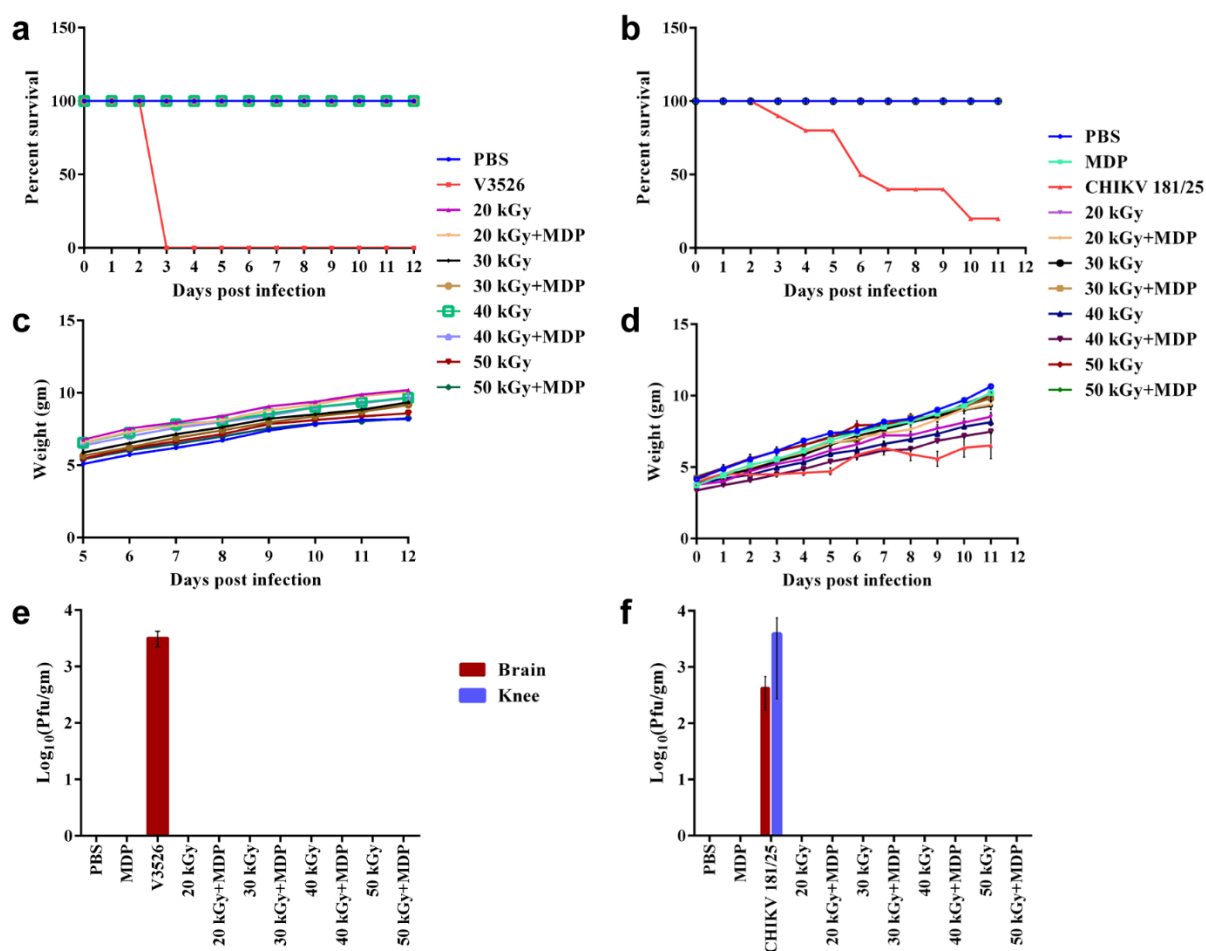 a
150
100
50
0
Percent survival
0 1 2 3 4 5 6 7 8 9 10 11 12
Days post infection
PBS
V3526
20 kGy
20 kGy+MDP
30 kGy
30 kGy+MDP
40 kGy
40 kGy+MDP
50 kGy
50 kGy+MDP
b
150
100
50
0
Percent survival
0 1 2 3 4 5 6 7 8 9 10 11 12
Days post infection
PBS
MDP
CHIKV 181/25
20 kGy
20 kGy+MDP
30 kGy
30 kGy+MDP
40 kGy
40 kGy+MDP
50 kGy
50 kGy+MDP
c
15
10
5
0
Weight (gm)
5 6 7 8 9 10 11 12
Days post infection
d
15
10
5
0
Weight (gm)
0 1 2 3 4 5 6 7 8 9 10 11 12
Days post infection
e
4
3
2
1
0
Log10(Pfu/gm)
PBS
MDP
V3526
20 kGy
20 kGy+MDP
30 kGy
30 kGy+MDP
40 kGy
40 kGy+MDP
50 kGy
50 kGy+MDP
Brain
Knee
f
4
3
2
1
0
Log10(Pfu/gm)
PBS
MDP
CHIKV 181/25
20 kGy
20 kGy+MDP
30 kGy
30 kGy+MDP
40 kGy
40 kGy+MDP
50 kGy
50 kGy+MDP